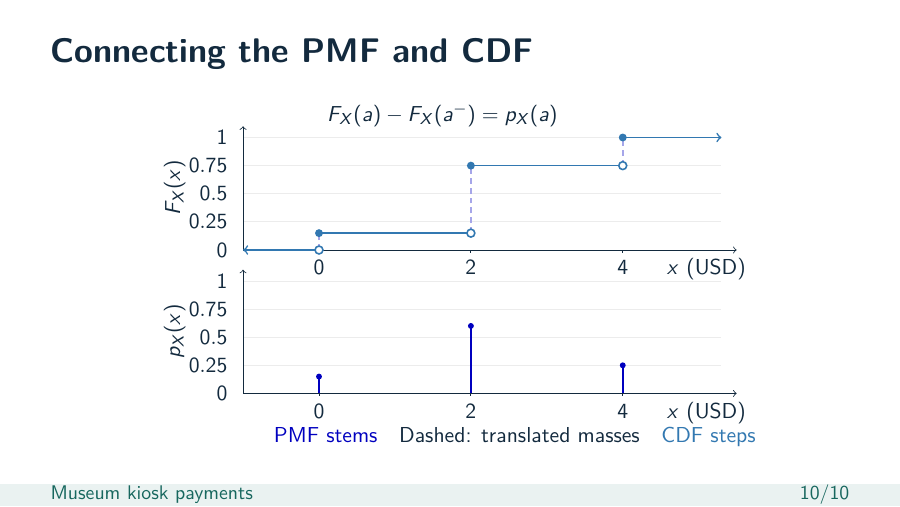 Connecting the PMF and CDF
F_X(a) − F_X(a⁻) = p_X(a)
F_X(x)
1
0.75
0.5
0.25
0
0 2 4 x (USD)
p_X(x)
1
0.75
0.5
0.25
0
0 2 4 x (USD)
PMF stems Dashed: translated masses CDF steps
Museum kiosk payments 10/10